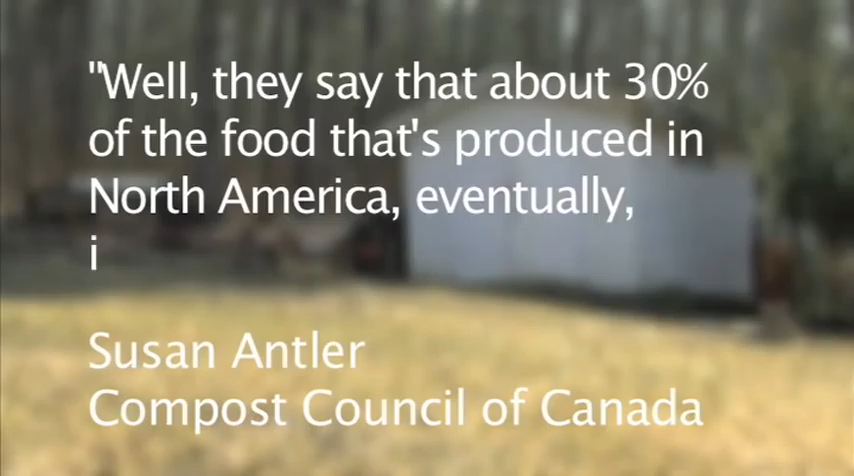 "Well, they say that about 30%
of the food that's produced in
North America, eventually,
i
Susan Antler
Compost Council of Canada